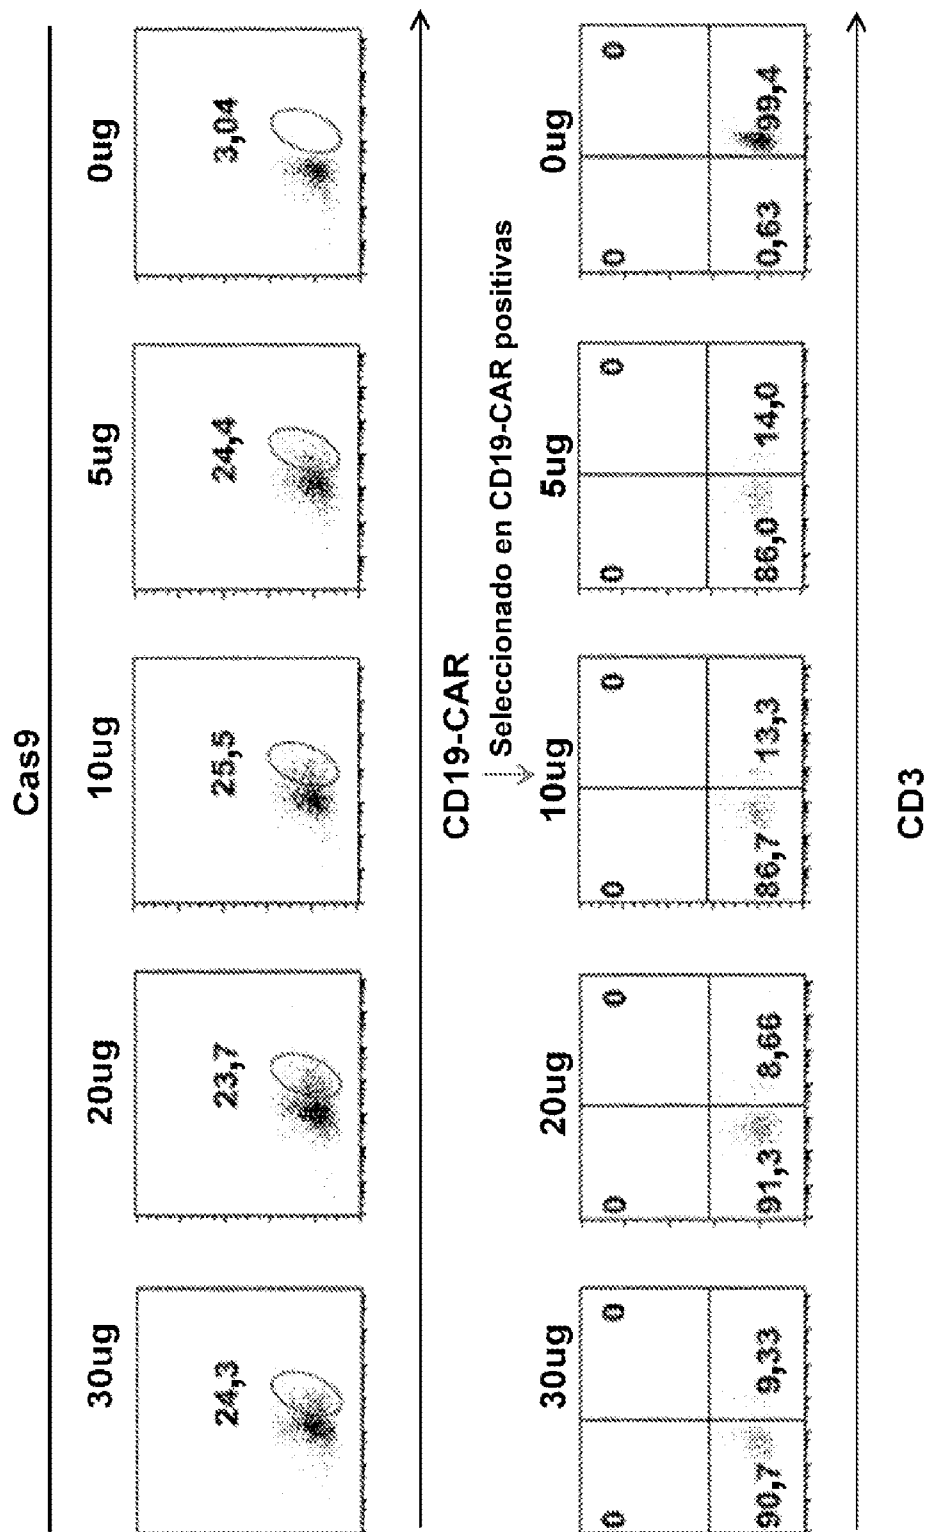 Cas9
30ug 20ug 10ug 5ug 0ug
24,3 23,7 25,5 24,4 3,04
CD19-CAR
Seleccionado en CD19-CAR positivas
30ug 20ug 10ug 5ug 0ug
0 0 0 0 0 0 0 0 0 0
90,7 9,33 91,3 8,66 86,7 13,3 86,0 14,0 0,63 99,4
CD3